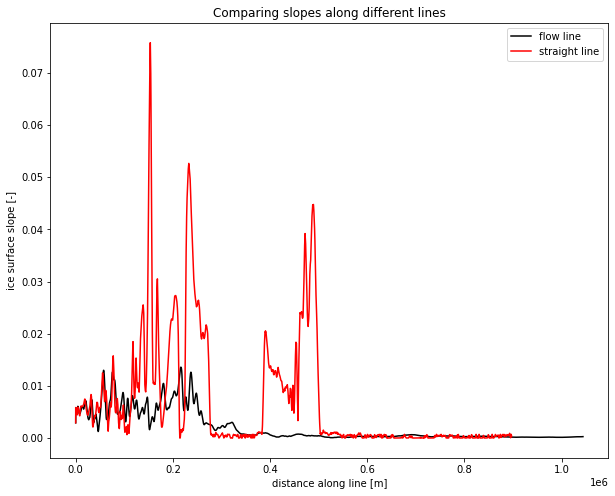 Comparing slopes along different lines
flow line
straight line
0.07
0.06
0.05
0.04
0.03
0.02
0.01
0.00
ice surface slope [-]
0.0 0.2 0.4 0.6 0.8 1.0
1e6
distance along line [m]